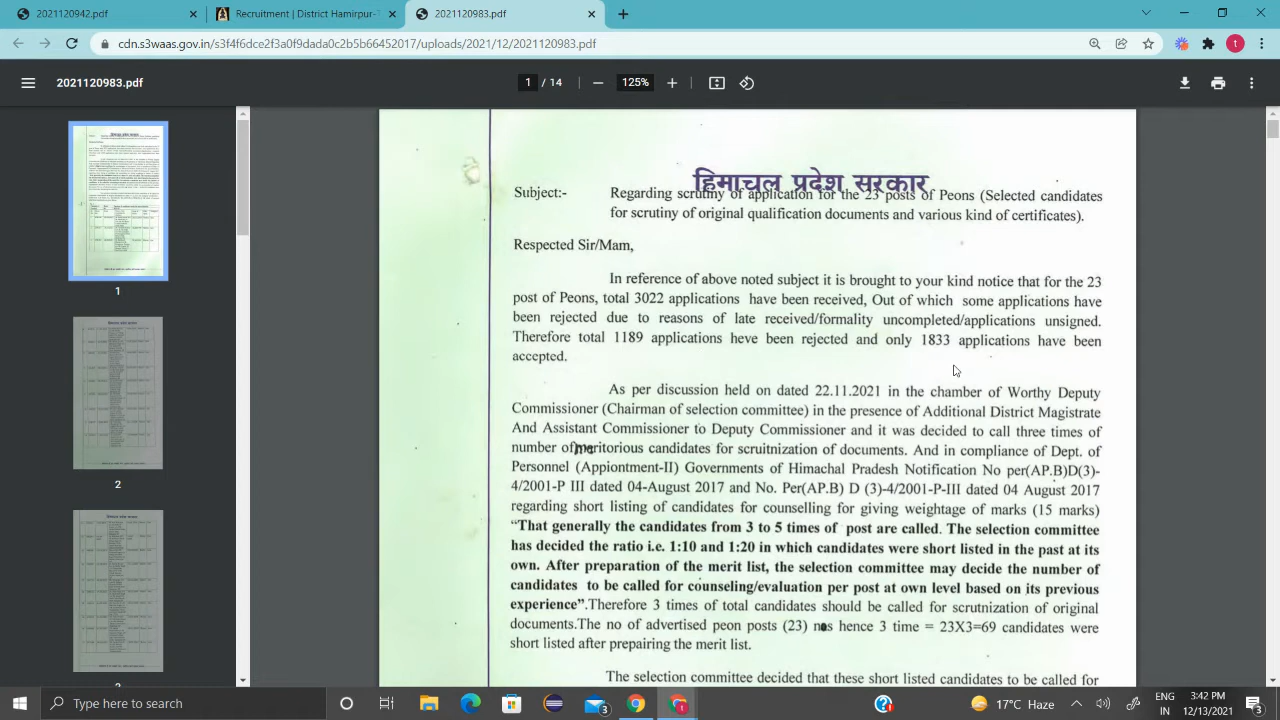 2021120942.pdf
Recruitment | District Hamirpur-
2021120983.pdf
cdn.s3waas.gov.in/s3f4f6dce2f3a0f9dada0c2b5b66452017/uploads/2021/12/2021120983.pdf
2021120983.pdf
1 / 14
125%
1
2
हिमाचल प्रदेश सरकार
Subject:- Regarding scrutiny of application for the 23 posts of Peons (Selected candidates
for scrutiny of original qualification documents and various kind of certificates).
Respected Sir/Mam,
In reference of above noted subject it is brought to your kind notice that for the 23
post of Peons, total 3022 applications have been received, Out of which some applications have
been rejected due to reasons of late received/formality uncompleted/applications unsigned.
Therefore total 1189 applications heve been rejected and only 1833 applications have been
accepted.
As per discussion held on dated 22.11.2021 in the chamber of Worthy Deputy
Commissioner (Chairman of selection committee) in the presence of Additional District Magistrate
And Assistant Commissioner to Deputy Commissioner and it was decided to call three times of
number of meritorious candidates for scruitnization of documents. And in compliance of Dept. of
Personnel (Appiontment-II) Governments of Himachal Pradesh Notification No per(AP.B)D(3)-
4/2001-P III dated 04-August 2017 and No. Per(AP.B) D (3)-4/2001-P-III dated 04 August 2017
regarding short listing of candidates for counselling for giving weightage of marks (15 marks)
"That generally the candidates from 3 to 5 times of post are called. The selection committee
has decided the ratio i.e. 1:10 and 1:20 in which candidates were short listed in the past at its
own. After preparation of the merit list, the selection committee may decide the number of
candidates to be called for counseing/evaluation per post at own level based on its previous
experience".Therefore 3 times of total candidates should be called for scrutnization of original
documents.The no of advertised peon posts (23) has hence 3 time = 23X3=69 candidates were
short listed after prepairing the merit list.
The selection committee decided that these short listed candidates to be called for
Type here to search
3
17°C Haze
ENG
IN
3:42 PM
12/13/2021
3